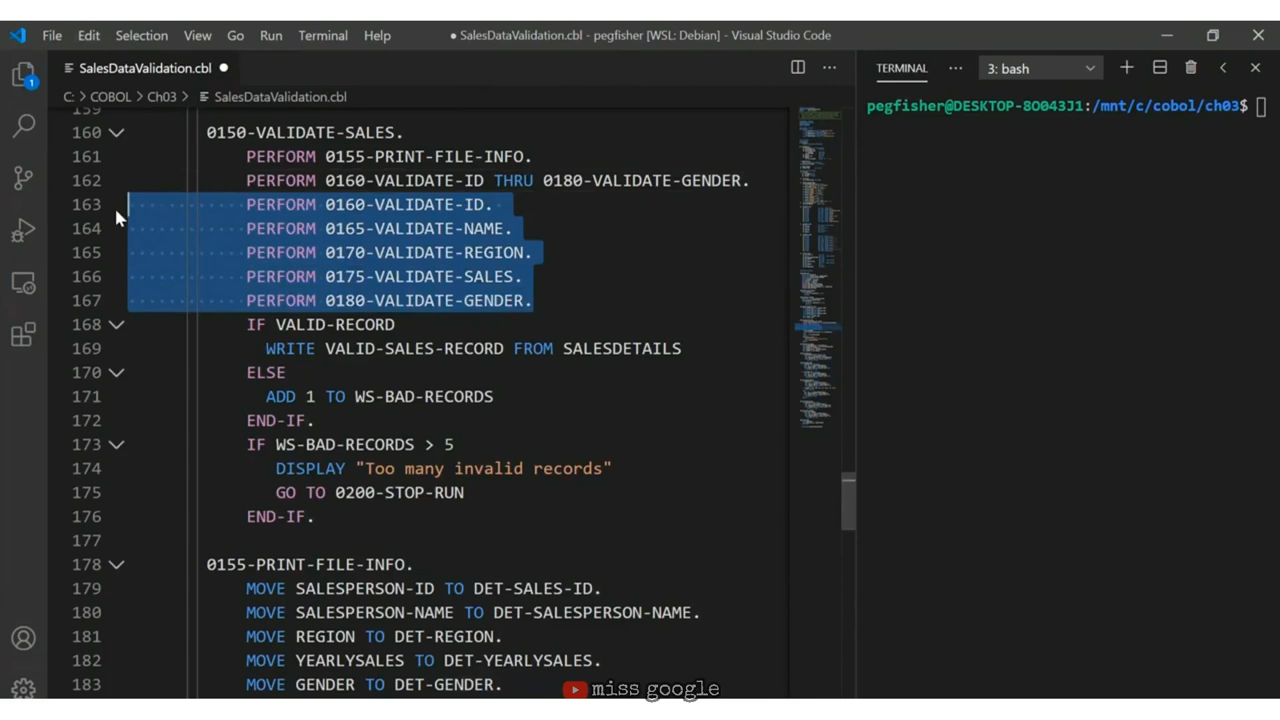 File Edit Selection View Go Run Terminal Help
● SalesDataValidation.cbl - pegfisher [WSL: Debian] - Visual Studio Code
SalesDataValidation.cbl ●
C: > COBOL > Ch03 > SalesDataValidation.cbl
159
160 0150-VALIDATE-SALES.
161 PERFORM 0155-PRINT-FILE-INFO.
162 PERFORM 0160-VALIDATE-ID THRU 0180-VALIDATE-GENDER.
163 PERFORM 0160-VALIDATE-ID.
164 PERFORM 0165-VALIDATE-NAME.
165 PERFORM 0170-VALIDATE-REGION.
166 PERFORM 0175-VALIDATE-SALES.
167 PERFORM 0180-VALIDATE-GENDER.
168 IF VALID-RECORD
169 WRITE VALID-SALES-RECORD FROM SALESDETAILS
170 ELSE
171 ADD 1 TO WS-BAD-RECORDS
172 END-IF.
173 IF WS-BAD-RECORDS > 5
174 DISPLAY "Too many invalid records"
175 GO TO 0200-STOP-RUN
176 END-IF.
177
178 0155-PRINT-FILE-INFO.
179 MOVE SALESPERSON-ID TO DET-SALES-ID.
180 MOVE SALESPERSON-NAME TO DET-SALESPERSON-NAME.
181 MOVE REGION TO DET-REGION.
182 MOVE YEARLYSALES TO DET-YEARLYSALES.
183 MOVE GENDER TO DET-GENDER.
1
TERMINAL ··· 3: bash
pegfisher@DESKTOP-8O043J1:/mnt/c/cobol/ch03$
miss google